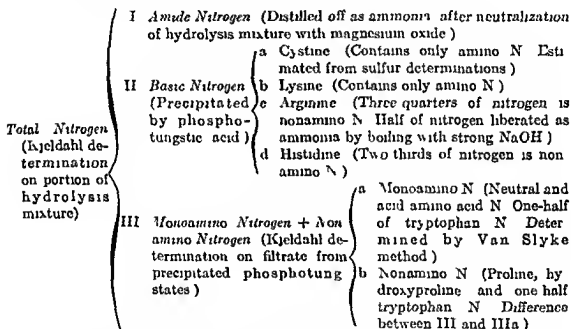 I Amide Nitrogen (Distilled off as ammonia after neutralization
of hydrolysis mixture with magnesium oxide )
Total Nitrogen
(Kjeldahl de-
termination
on portion of
hydrolysis
mixture)
II Basic Nitrogen
(Precipitated
by phospho-
tungstic acid )
a Cystine (Contains only amino N Esti
mated from sulfur determinations )
b Lysine (Contains only amino N )
c Arginine (Three quarters of nitrogen is
nonamino N Half of nitrogen liberated as
ammonia by boiling with strong NaOH )
d Histidine (Two thirds of nitrogen is non
amino N )
III Monoamino Nitrogen + Non
amino Nitrogen (Kjeldahl de-
termination on filtrate from
precipitated phosphotung
states )
a Monoamino N (Neutral and
acid amino acid N One-half
of tryptophan N Deter
mined by Van Slyke
method )
b Nonamino N (Proline, hy
droxyproline and one half
tryptophan N Difference
between III and IIIa )